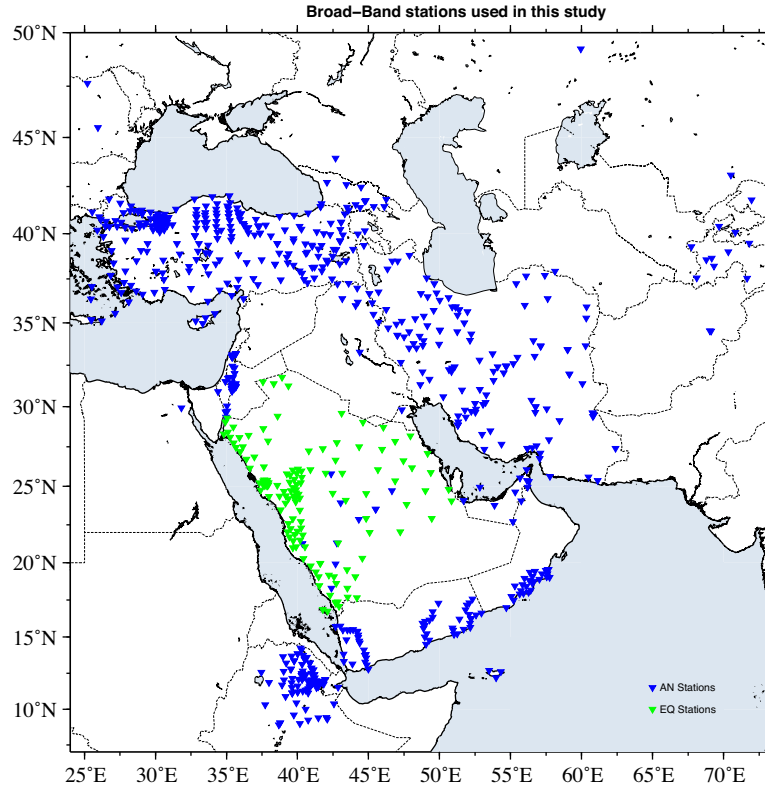 Broad−Band stations used in this study
50°N
45°N
40°N
35°N
30°N
25°N
20°N
15°N
10°N
AN Stations
EQ Stations
25°E 30°E 35°E 40°E 45°E 50°E 55°E 60°E 65°E 70°E